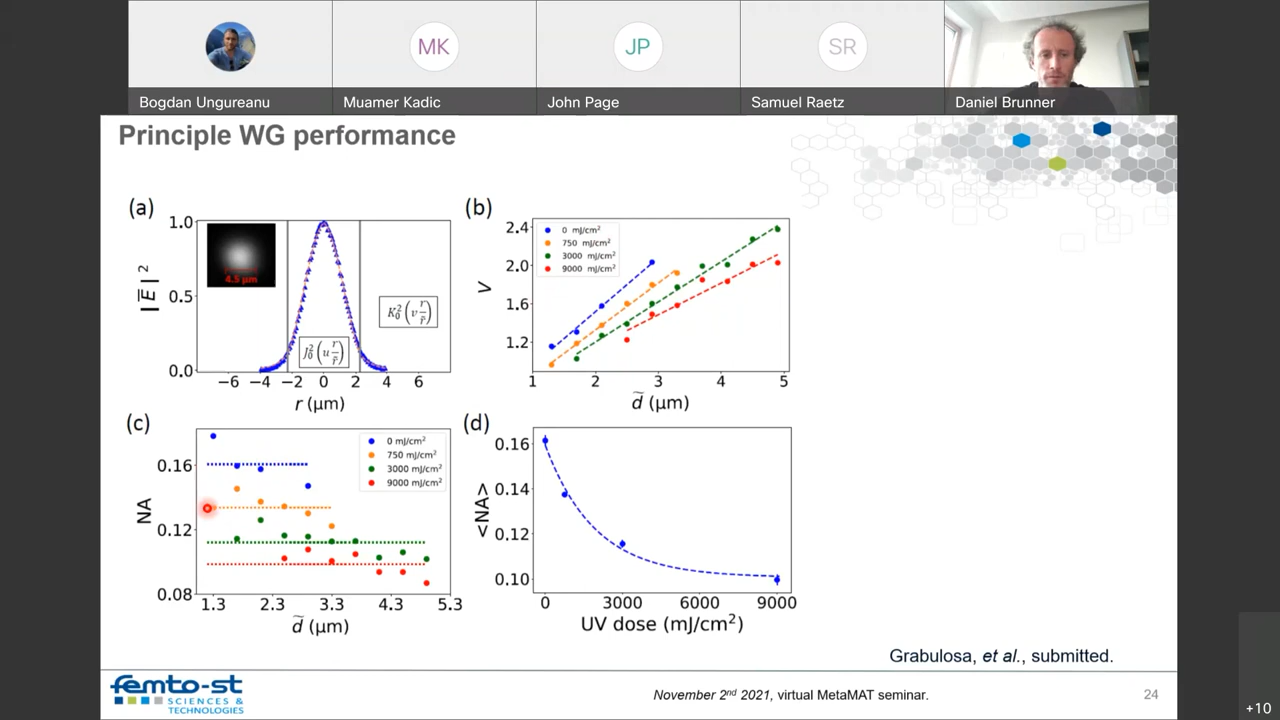 MK
JP
SR
Bogdan Ungureanu
Muamer Kadic
John Page
Samuel Raetz
Daniel Brunner
Principle WG performance
(a)
1.0
0.5
0.0
|E̅|²
4.5 μm
J₀²(u r/r̃)
K₀²(v r/r̃)
−6 −4 −2 0 2 4 6
r (μm)
(b)
2.4
2.0
1.6
1.2
V
0 mJ/cm²
750 mJ/cm²
3000 mJ/cm²
9000 mJ/cm²
1 2 3 4 5
d̃ (μm)
(c)
0.16
0.12
0.08
NA
0 mJ/cm²
750 mJ/cm²
3000 mJ/cm²
9000 mJ/cm²
1.3 2.3 3.3 4.3 5.3
d̃ (μm)
(d)
0.16
0.14
0.12
0.10
<NA>
0 3000 6000 9000
UV dose (mJ/cm²)
Grabulosa, et al., submitted.
femto-st
SCIENCES &
TECHNOLOGIES
November 2nd 2021, virtual MetaMAT seminar.
24
+10